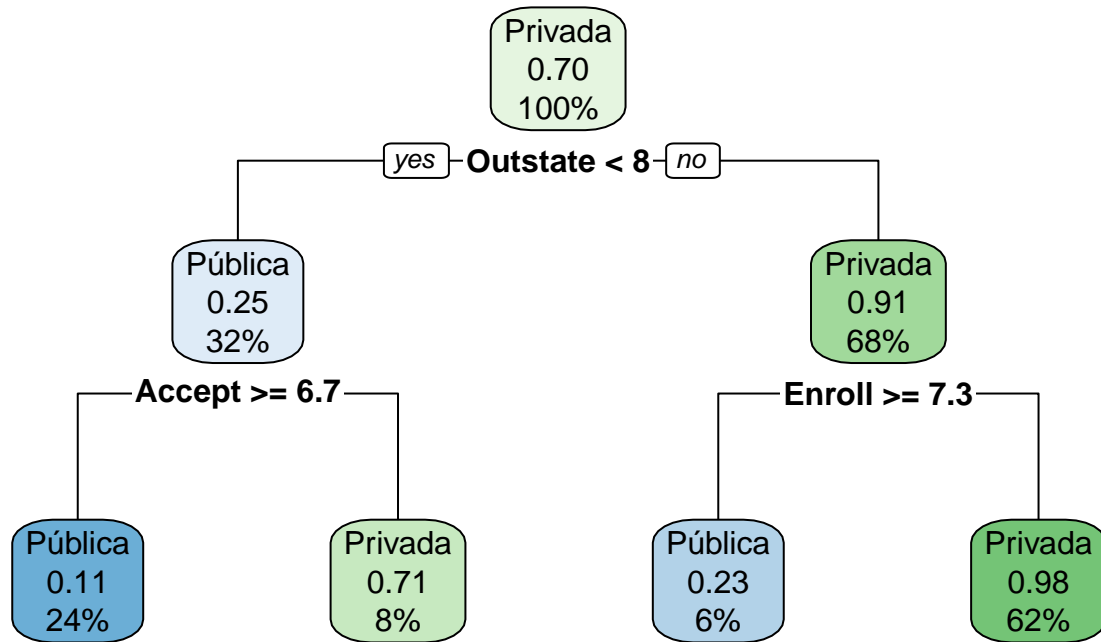 Privada
0.70
100%
yes Outstate < 8 no
Pública
0.25
32%
Privada
0.91
68%
Accept >= 6.7
Enroll >= 7.3
Pública
0.11
24%
Privada
0.71
8%
Pública
0.23
6%
Privada
0.98
62%